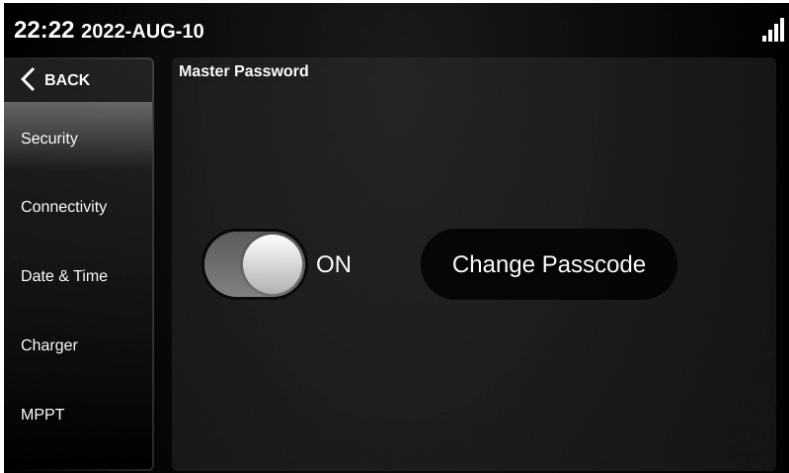 22:22 2022-AUG-10
BACK
Security
Connectivity
Date & Time
Charger
MPPT
Master Password
ON
Change Passcode